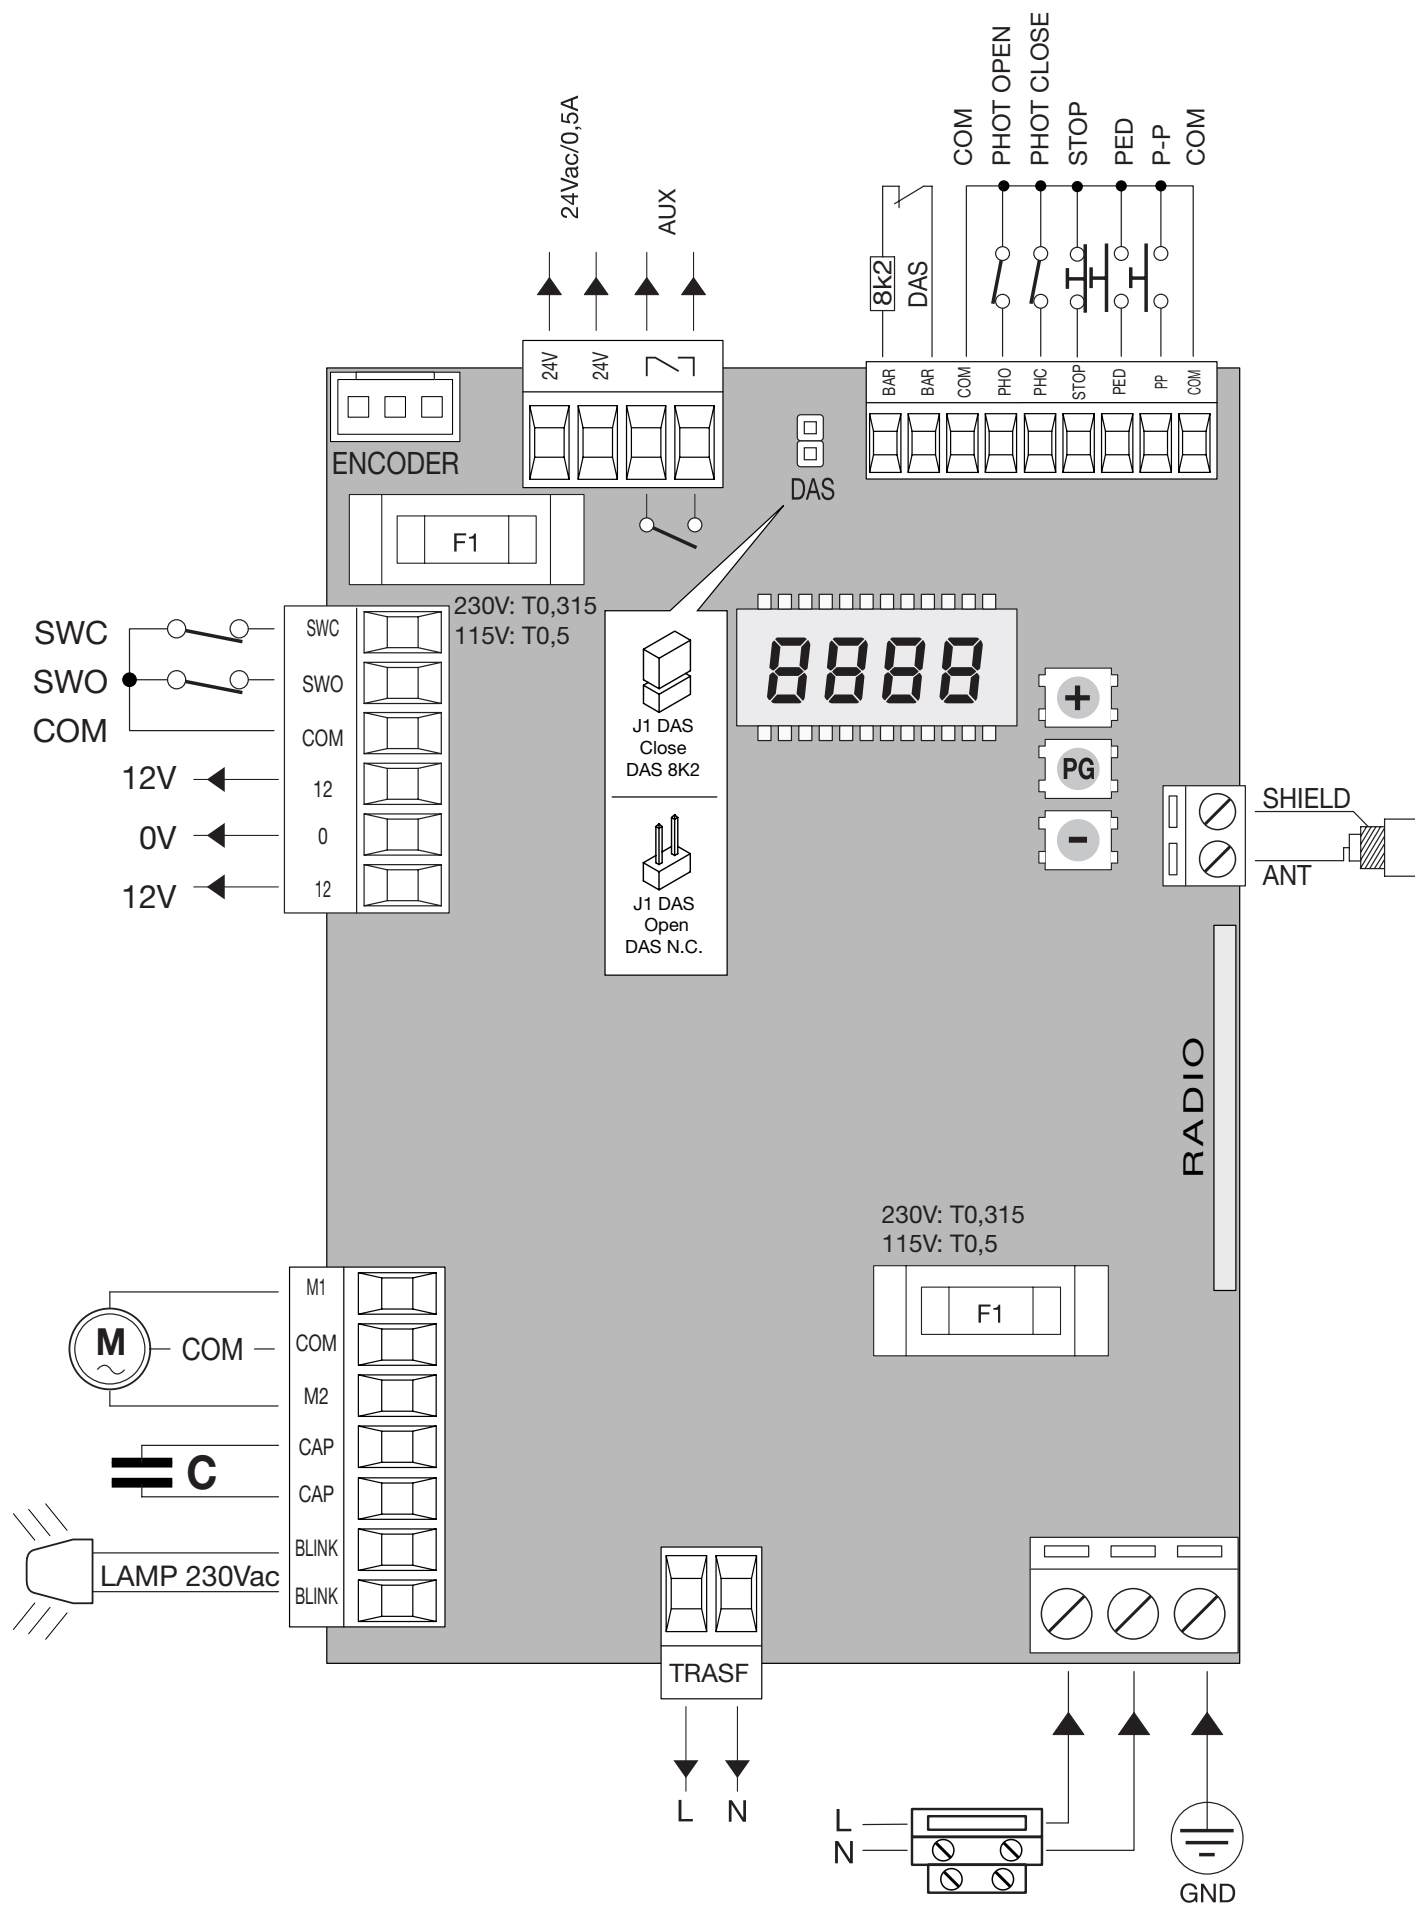 COM
PHOT OPEN
PHOT CLOSE
STOP
PED
P-P
COM
24Vac/0,5A
AUX
8k2
DAS
24V
24V
BAR
BAR
COM
PHO
PHC
STOP
PED
PP
COM
ENCODER
DAS
F1
230V: T0,315
115V: T0,5
SWC
SWO
COM
12V
0V
12V
SWC
SWO
COM
12
0
12
J1 DAS
Close
DAS 8K2
J1 DAS
Open
DAS N.C.
8888
+
PG
-
SHIELD
ANT
RADIO
230V: T0,315
115V: T0,5
F1
M
COM
C
LAMP 230Vac
M1
COM
M2
CAP
CAP
BLINK
BLINK
TRASF
L N
L
N
GND